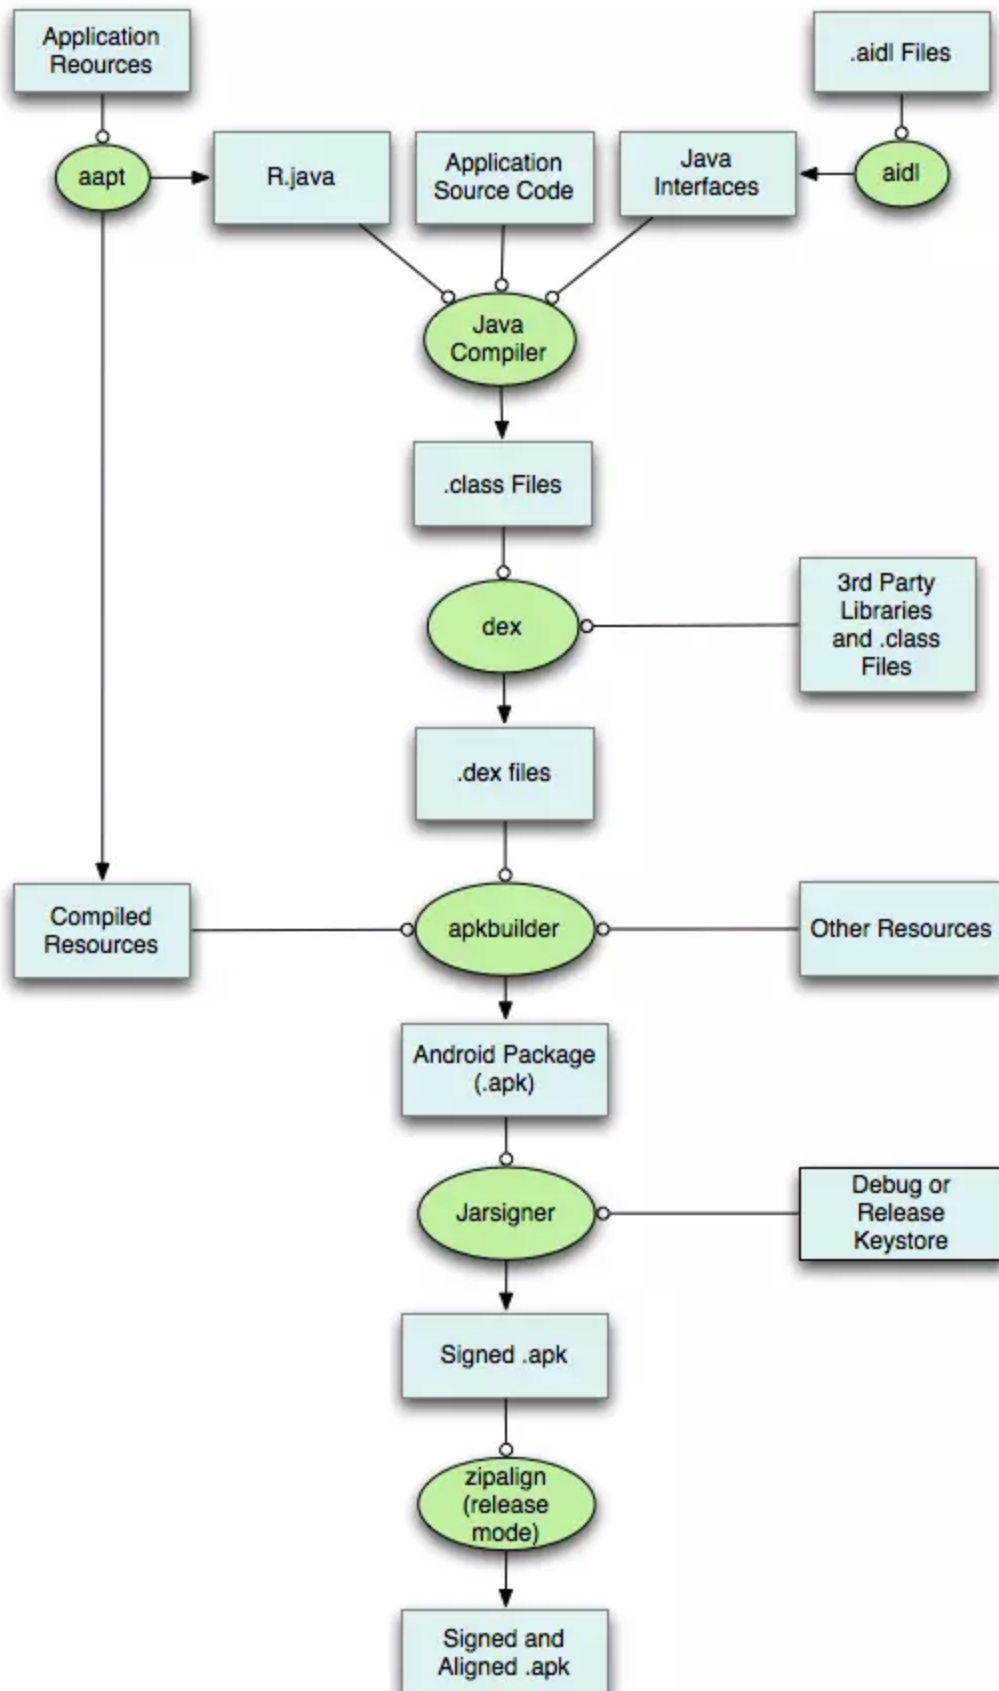 Application
Reources
.aidl Files
aapt
R.java
Application
Source Code
Java
Interfaces
aidl
Java
Compiler
.class Files
dex
3rd Party
Libraries
and .class
Files
.dex files
Compiled
Resources
apkbuilder
Other Resources
Android Package
(.apk)
Jarsigner
Debug or
Release
Keystore
Signed .apk
zipalign
(release
mode)
Signed and
Aligned .apk